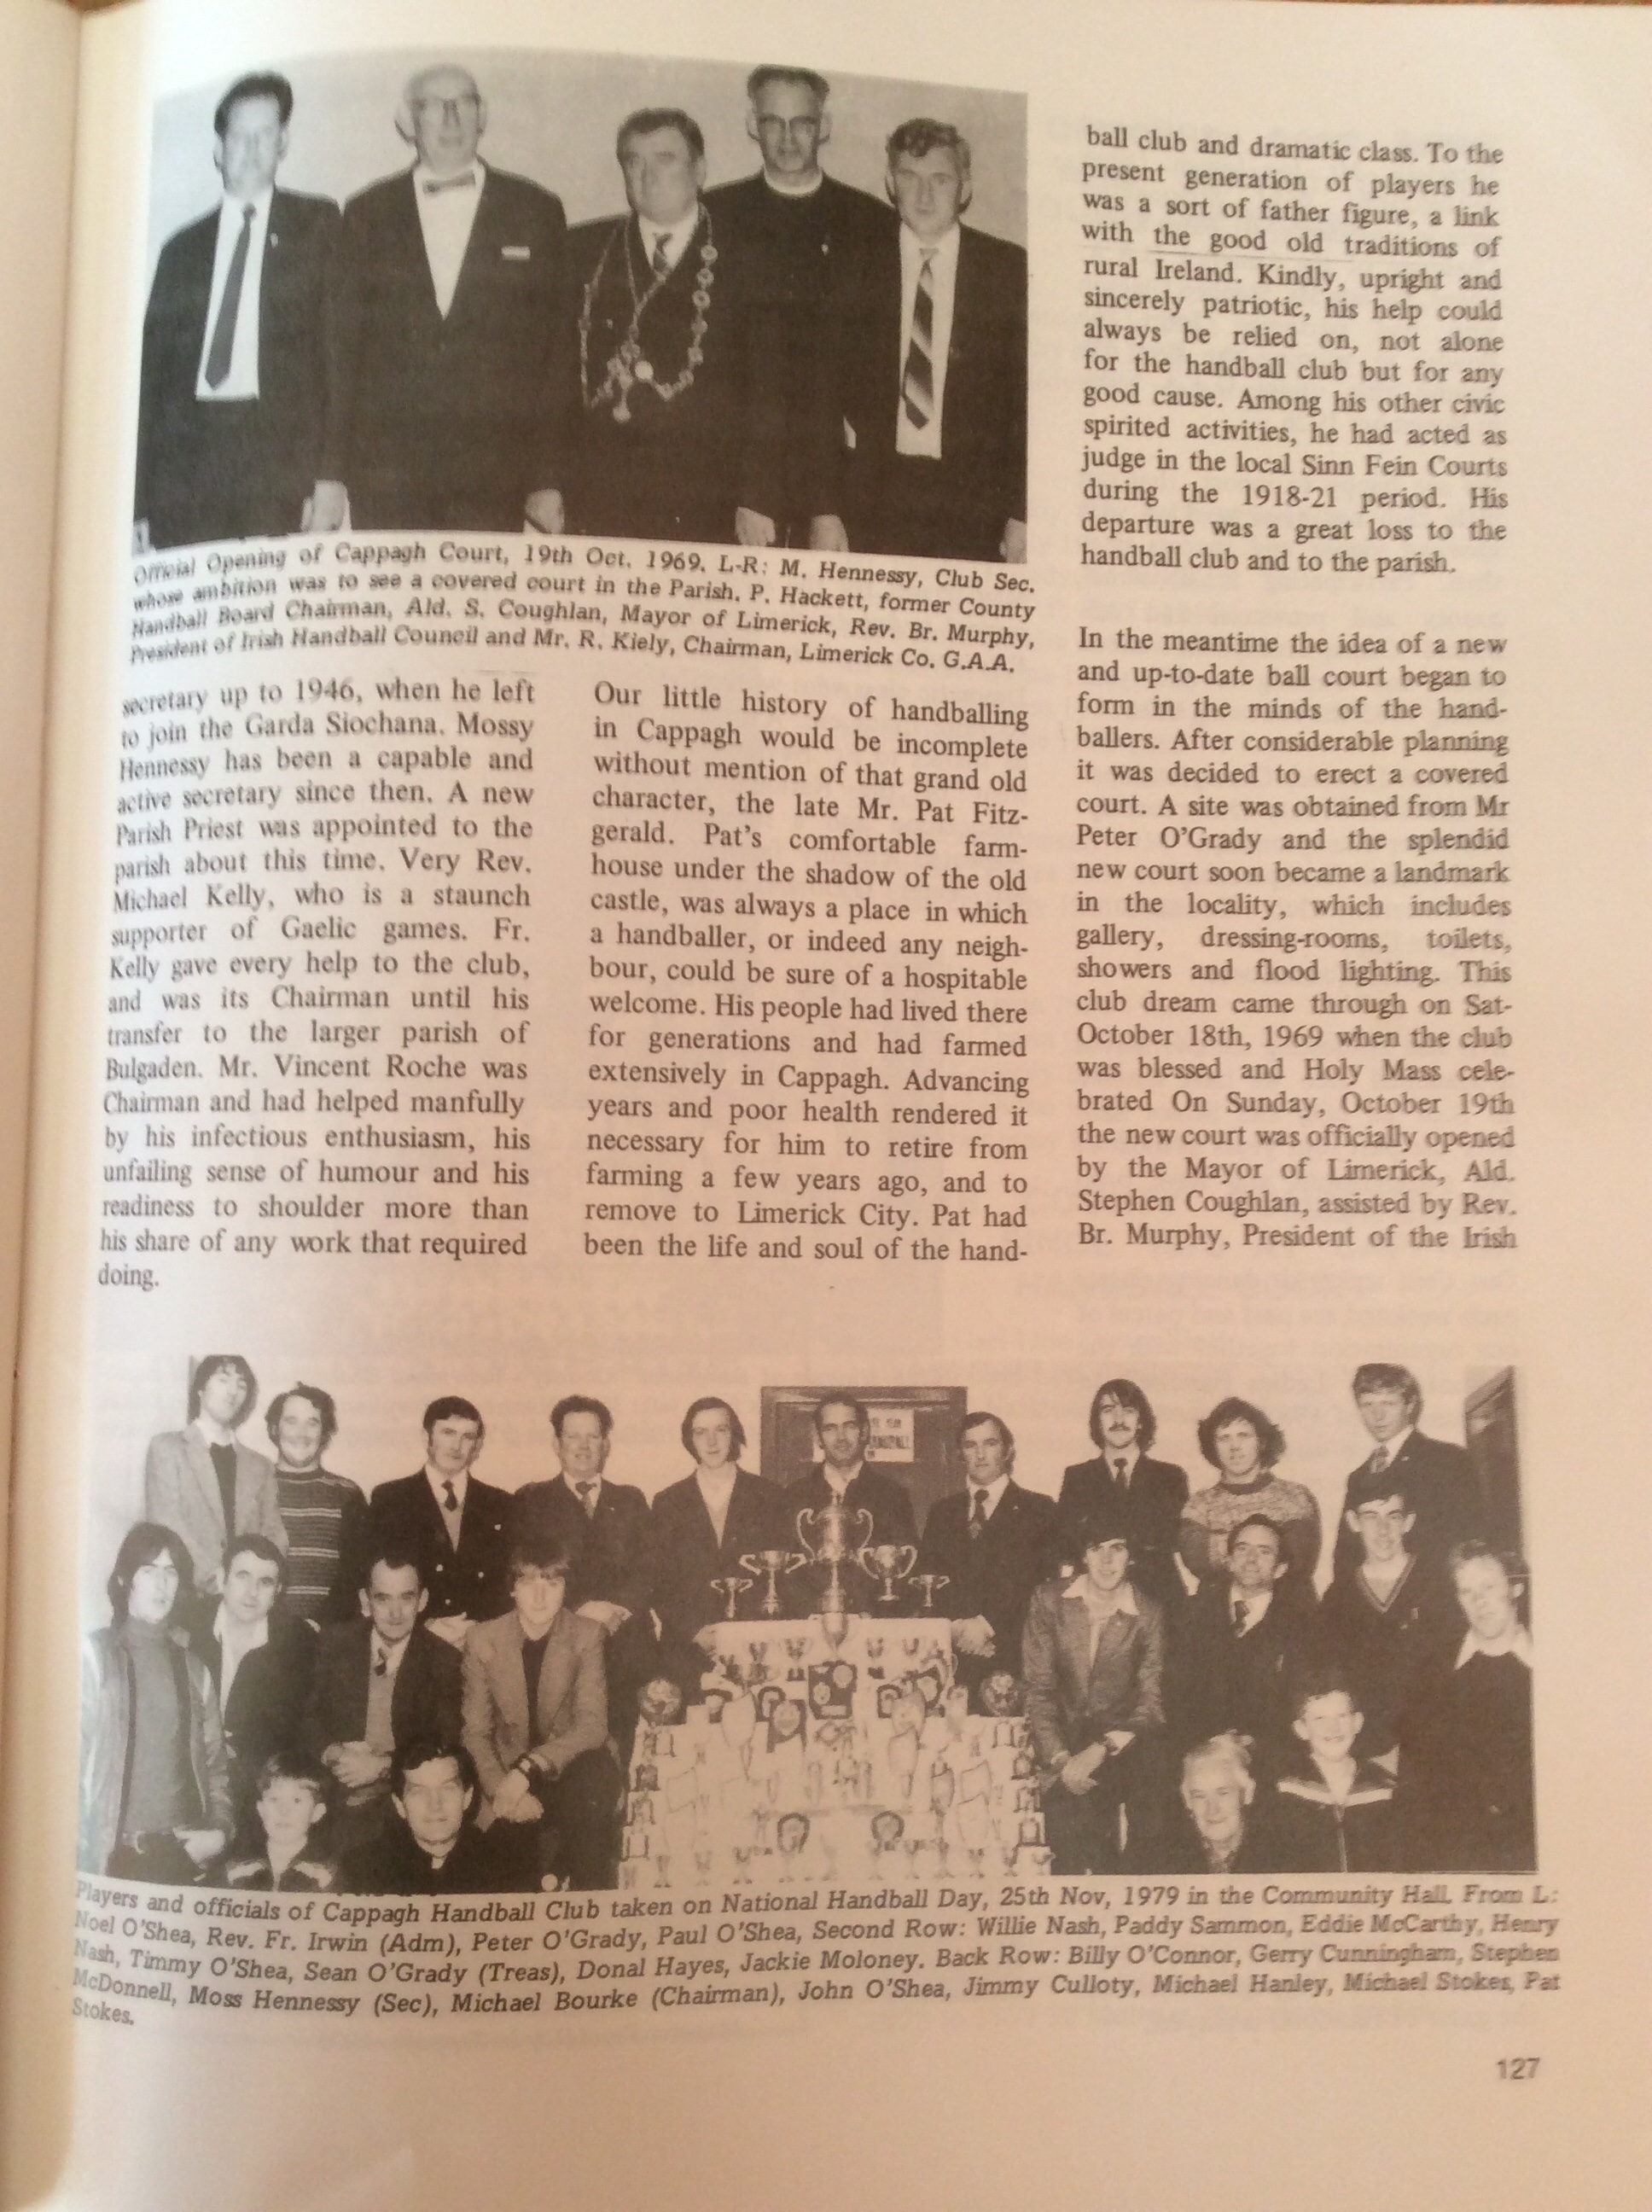 Official Opening of Cappagh Court, 19th Oct. 1969. L-R: M. Hennessy, Club Sec.
whose ambition was to see a covered court in the Parish. P. Hackett, former County
Handball Board Chairman, Ald. S. Coughlan, Mayor of Limerick, Rev. Br. Murphy,
President of Irish Handball Council and Mr. R. Kiely, Chairman, Limerick Co. G.A.A.
secretary up to 1946, when he left
to join the Garda Siochana. Mossy
Hennessy has been a capable and
active secretary since then. A new
Parish Priest was appointed to the
parish about this time. Very Rev.
Michael Kelly, who is a staunch
supporter of Gaelic games. Fr.
Kelly gave every help to the club,
and was its Chairman until his
transfer to the larger parish of
Bulgaden. Mr. Vincent Roche was
Chairman and had helped manfully
by his infectious enthusiasm, his
unfailing sense of humour and his
readiness to shoulder more than
his share of any work that required
doing.
Our little history of handballing
in Cappagh would be incomplete
without mention of that grand old
character, the late Mr. Pat Fitz-
gerald. Pat's comfortable farm-
house under the shadow of the old
castle, was always a place in which
a handballer, or indeed any neigh-
bour, could be sure of a hospitable
welcome. His people had lived there
for generations and had farmed
extensively in Cappagh. Advancing
years and poor health rendered it
necessary for him to retire from
farming a few years ago, and to
remove to Limerick City. Pat had
been the life and soul of the hand-
ball club and dramatic class. To the
present generation of players he
was a sort of father figure, a link
with the good old traditions of
rural Ireland. Kindly, upright and
sincerely patriotic, his help could
always be relied on, not alone
for the handball club but for any
good cause. Among his other civic
spirited activities, he had acted as
judge in the local Sinn Fein Courts
during the 1918-21 period. His
departure was a great loss to the
handball club and to the parish.
In the meantime the idea of a new
and up-to-date ball court began to
form in the minds of the hand-
ballers. After considerable planning
it was decided to erect a covered
court. A site was obtained from Mr
Peter O'Grady and the splendid
new court soon became a landmark
in the locality, which includes
gallery, dressing-rooms, toilets,
showers and flood lighting. This
club dream came through on Sat-
October 18th, 1969 when the club
was blessed and Holy Mass cele-
brated On Sunday, October 19th
the new court was officially opened
by the Mayor of Limerick, Ald.
Stephen Coughlan, assisted by Rev.
Br. Murphy, President of the Irish
Players and officials of Cappagh Handball Club taken on National Handball Day, 25th Nov, 1979 in the Community Hall. From L:
Noel O'Shea, Rev. Fr. Irwin (Adm), Peter O'Grady, Paul O'Shea, Second Row: Willie Nash, Paddy Sammon, Eddie McCarthy, Henry
Nash, Timmy O'Shea, Sean O'Grady (Treas), Donal Hayes, Jackie Moloney. Back Row: Billy O'Connor, Gerry Cunningham, Stephen
McDonnell, Moss Hennessy (Sec), Michael Bourke (Chairman), John O'Shea, Jimmy Culloty, Michael Hanley, Michael Stokes, Pat
Stokes.
127